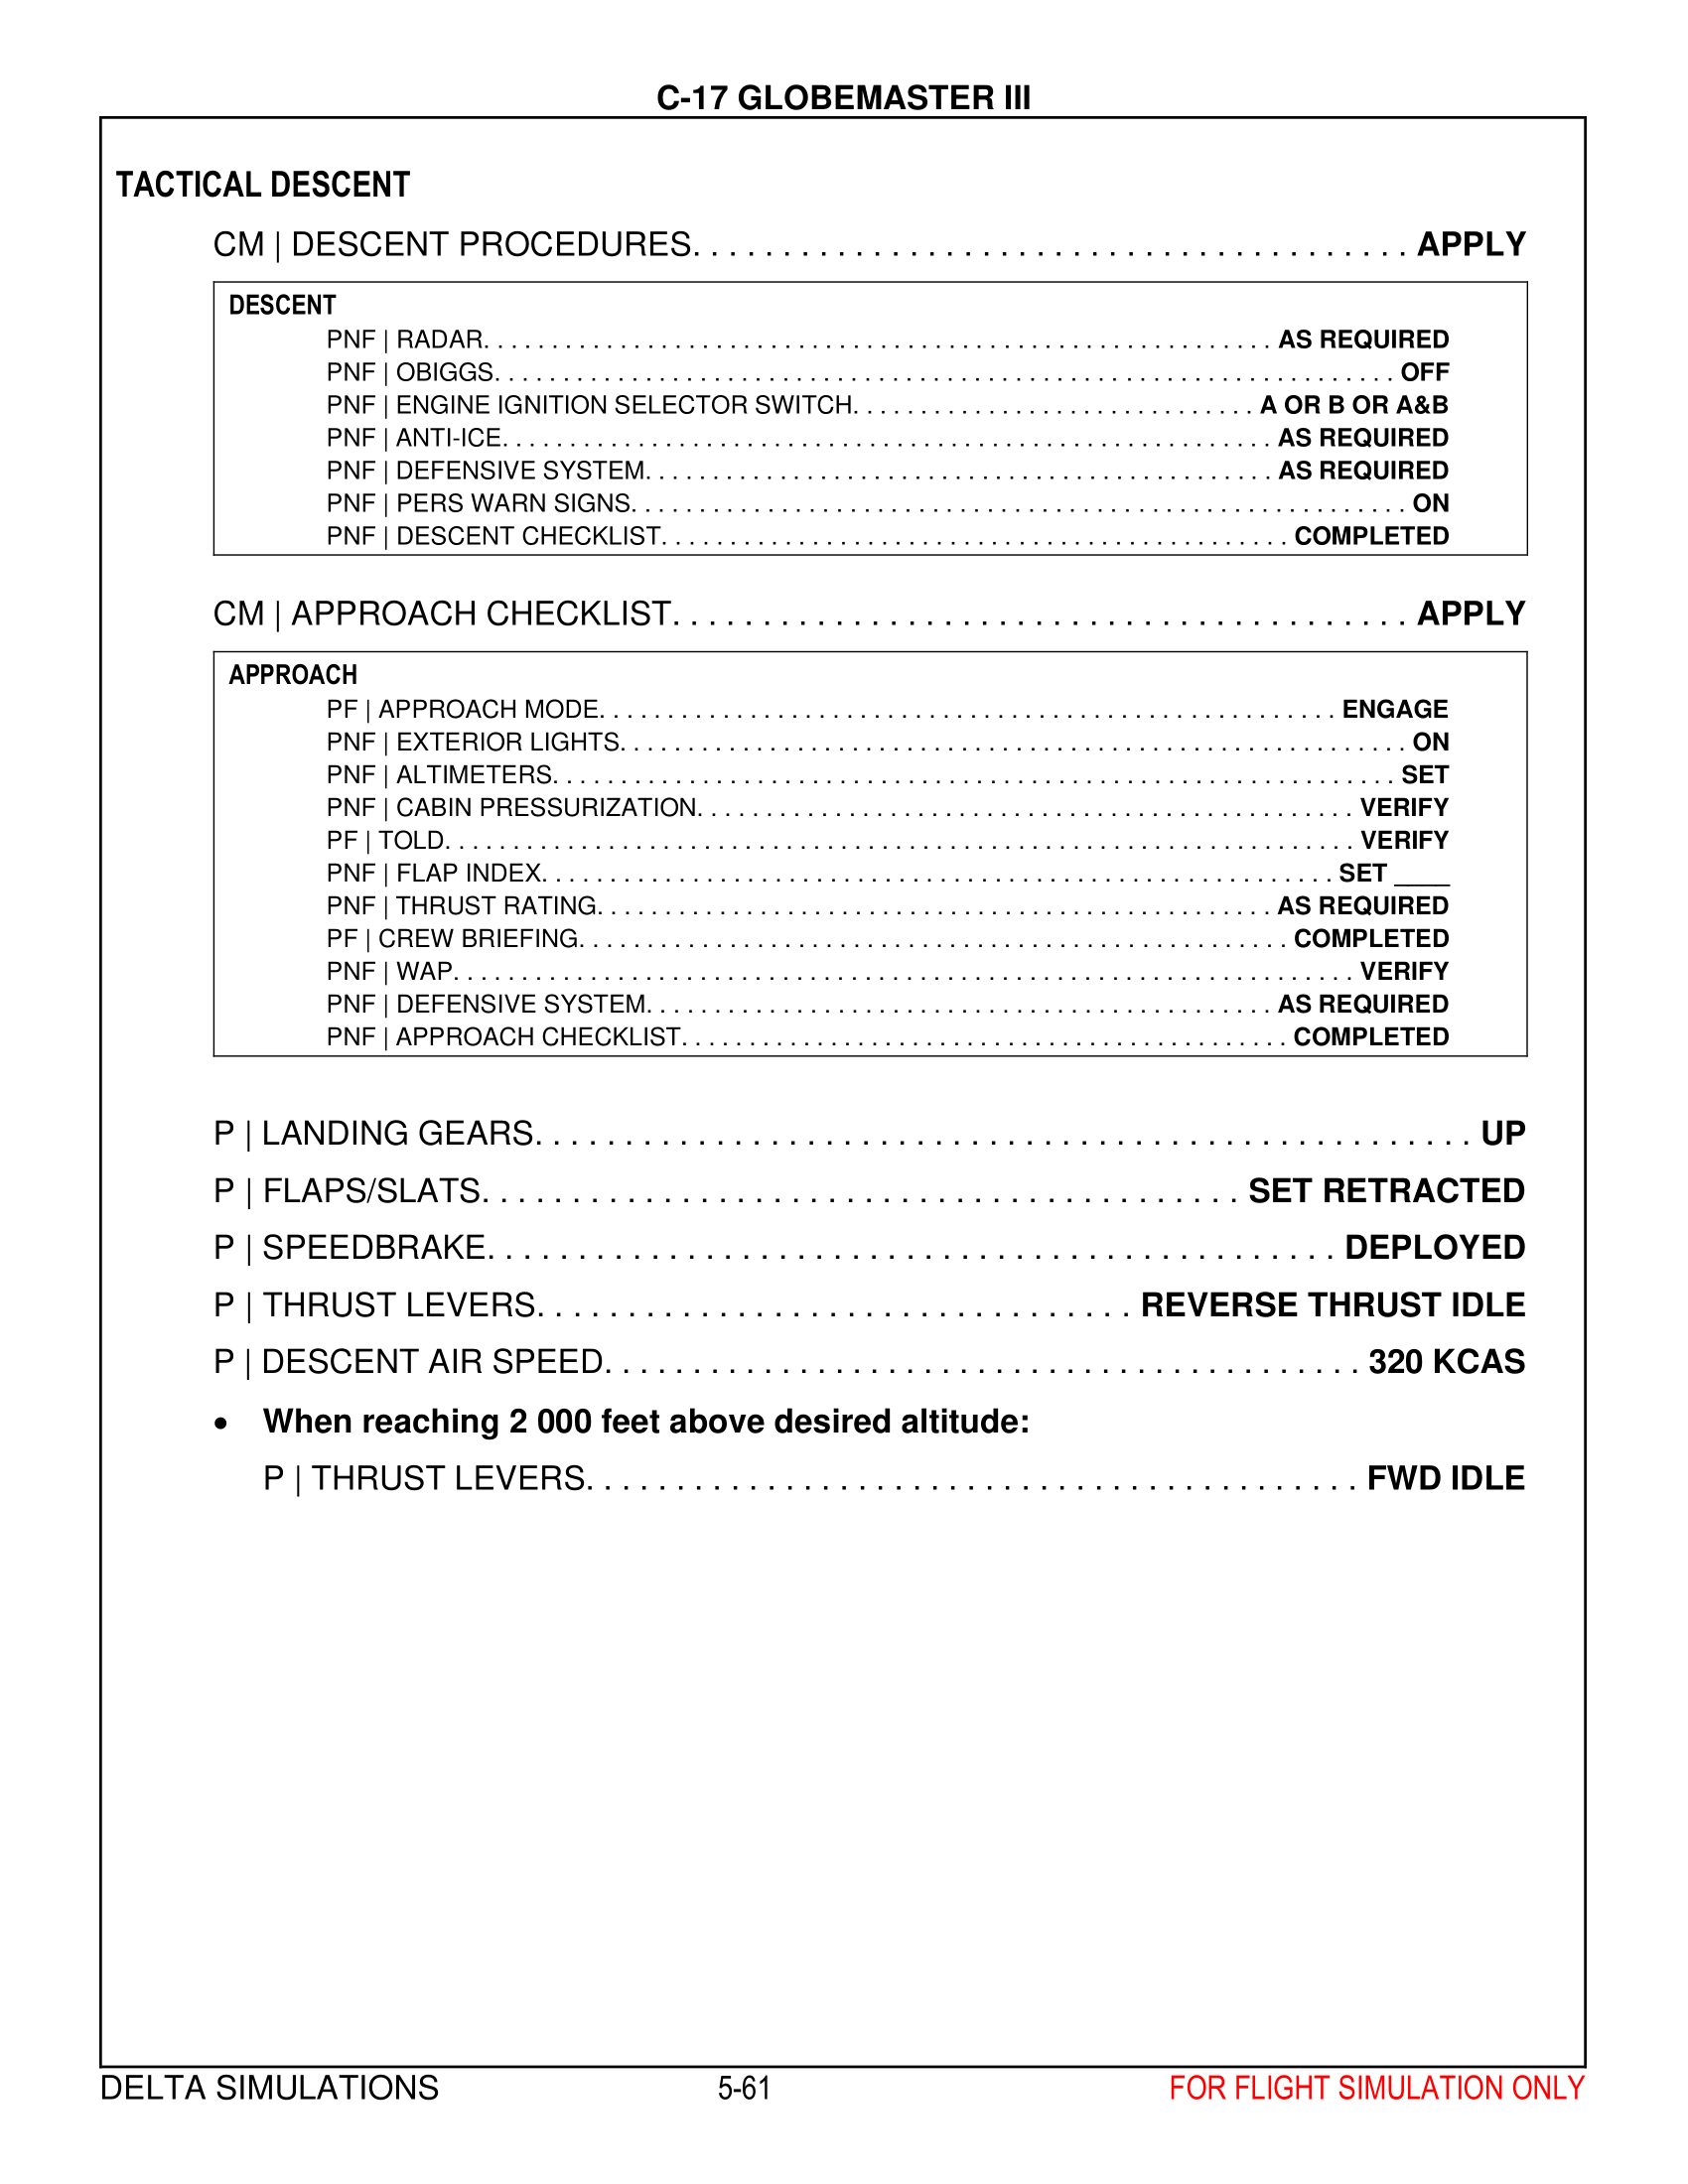 C-17 GLOBEMASTER III
TACTICAL DESCENT
CM | DESCENT PROCEDURES. . . . . . . . . . . . . . . . . . . . . . . . . . . . . . . . . . . . . . . . APPLY
DESCENT
PNF | RADAR. . . . . . . . . . . . . . . . . . . . . . . . . . . . . . . . . . . . . . . . . . . . . . . . . . . . . . . . . AS REQUIRED
PNF | OBIGGS. . . . . . . . . . . . . . . . . . . . . . . . . . . . . . . . . . . . . . . . . . . . . . . . . . . . . . . . . . . . . . . . . OFF
PNF | ENGINE IGNITION SELECTOR SWITCH. . . . . . . . . . . . . . . . . . . . . . . . . . . . . A OR B OR A&B
PNF | ANTI-ICE. . . . . . . . . . . . . . . . . . . . . . . . . . . . . . . . . . . . . . . . . . . . . . . . . . . . . . . . AS REQUIRED
PNF | DEFENSIVE SYSTEM. . . . . . . . . . . . . . . . . . . . . . . . . . . . . . . . . . . . . . . . . . . . . AS REQUIRED
PNF | PERS WARN SIGNS. . . . . . . . . . . . . . . . . . . . . . . . . . . . . . . . . . . . . . . . . . . . . . . . . . . . . . . . ON
PNF | DESCENT CHECKLIST. . . . . . . . . . . . . . . . . . . . . . . . . . . . . . . . . . . . . . . . . . . . . COMPLETED
CM | APPROACH CHECKLIST. . . . . . . . . . . . . . . . . . . . . . . . . . . . . . . . . . . . . . . . . APPLY
APPROACH
PF | APPROACH MODE. . . . . . . . . . . . . . . . . . . . . . . . . . . . . . . . . . . . . . . . . . . . . . . . . . . . . ENGAGE
PNF | EXTERIOR LIGHTS. . . . . . . . . . . . . . . . . . . . . . . . . . . . . . . . . . . . . . . . . . . . . . . . . . . . . . . . . ON
PNF | ALTIMETERS. . . . . . . . . . . . . . . . . . . . . . . . . . . . . . . . . . . . . . . . . . . . . . . . . . . . . . . . . . . . . SET
PNF | CABIN PRESSURIZATION. . . . . . . . . . . . . . . . . . . . . . . . . . . . . . . . . . . . . . . . . . . . . . . VERIFY
PF | TOLD. . . . . . . . . . . . . . . . . . . . . . . . . . . . . . . . . . . . . . . . . . . . . . . . . . . . . . . . . . . . . . . . . . VERIFY
PNF | FLAP INDEX. . . . . . . . . . . . . . . . . . . . . . . . . . . . . . . . . . . . . . . . . . . . . . . . . . . . . . . . . SET ____
PNF | THRUST RATING. . . . . . . . . . . . . . . . . . . . . . . . . . . . . . . . . . . . . . . . . . . . . . . . . AS REQUIRED
PF | CREW BRIEFING. . . . . . . . . . . . . . . . . . . . . . . . . . . . . . . . . . . . . . . . . . . . . . . . . . . COMPLETED
PNF | WAP. . . . . . . . . . . . . . . . . . . . . . . . . . . . . . . . . . . . . . . . . . . . . . . . . . . . . . . . . . . . . . . . . VERIFY
PNF | DEFENSIVE SYSTEM. . . . . . . . . . . . . . . . . . . . . . . . . . . . . . . . . . . . . . . . . . . . . AS REQUIRED
PNF | APPROACH CHECKLIST. . . . . . . . . . . . . . . . . . . . . . . . . . . . . . . . . . . . . . . . . . . . COMPLETED
P | LANDING GEARS. . . . . . . . . . . . . . . . . . . . . . . . . . . . . . . . . . . . . . . . . . . . . . . . . . . . UP
P | FLAPS/SLATS. . . . . . . . . . . . . . . . . . . . . . . . . . . . . . . . . . . . . . . . . . SET RETRACTED
P | SPEEDBRAKE. . . . . . . . . . . . . . . . . . . . . . . . . . . . . . . . . . . . . . . . . . . . . . . DEPLOYED
P | THRUST LEVERS. . . . . . . . . . . . . . . . . . . . . . . . . . . . . . . . . REVERSE THRUST IDLE
P | DESCENT AIR SPEED. . . . . . . . . . . . . . . . . . . . . . . . . . . . . . . . . . . . . . . . . . 320 KCAS
• When reaching 2 000 feet above desired altitude:
P | THRUST LEVERS. . . . . . . . . . . . . . . . . . . . . . . . . . . . . . . . . . . . . . . . . . . FWD IDLE
DELTA SIMULATIONS 5-61 FOR FLIGHT SIMULATION ONLY